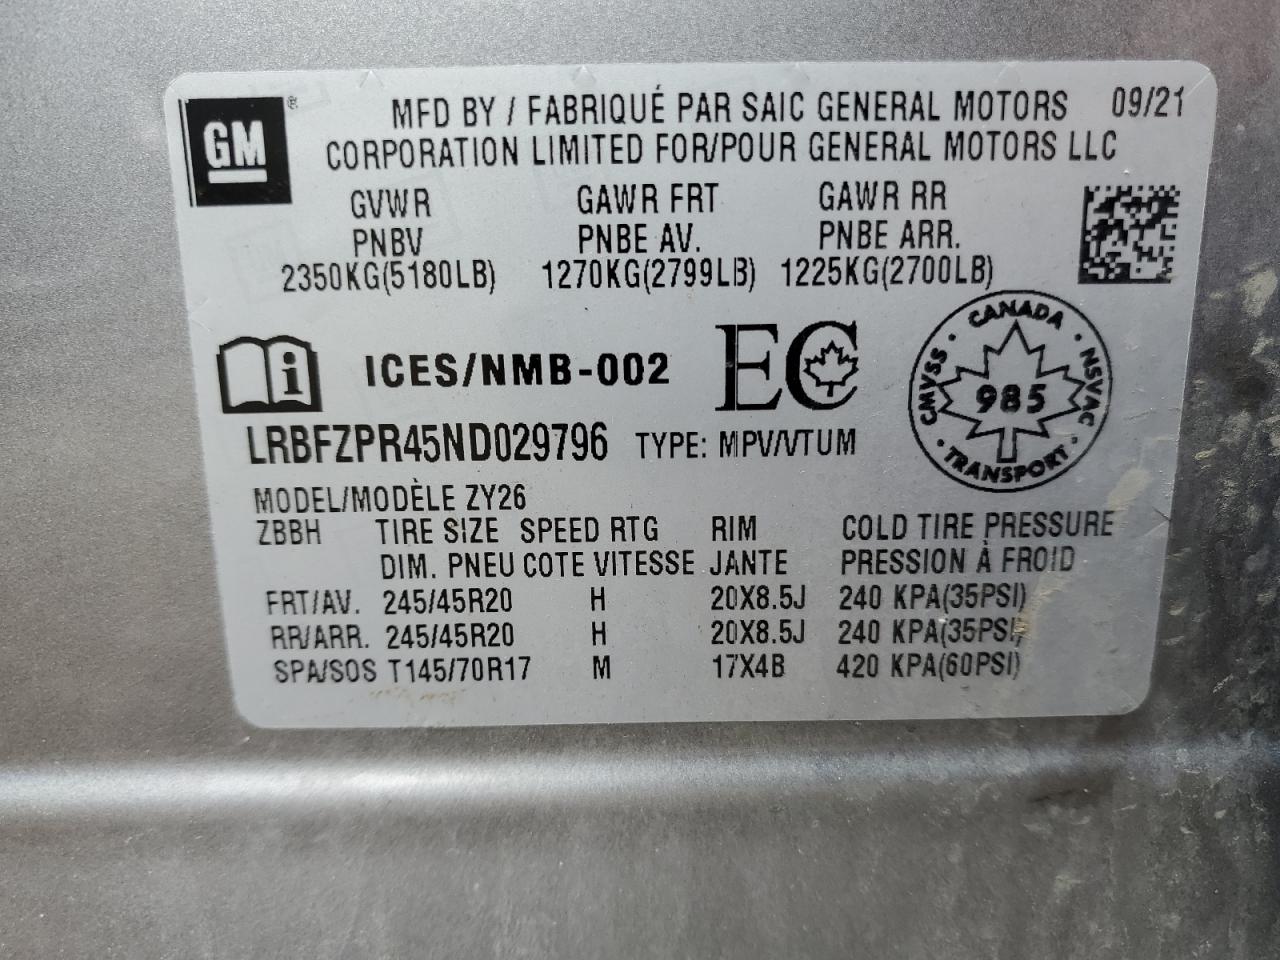 GM® MFD BY / FABRIQUÉ PAR SAIC GENERAL MOTORS 09/21
CORPORATION LIMITED FOR/POUR GENERAL MOTORS LLC
GVWR GAWR FRT GAWR RR
PNBV PNBE AV. PNBE ARR.
2350KG(5180LB) 1270KG(2799LB) 1225KG(2700LB)
i ICES/NMB-002 EC
CANADA
CMVSS · 985 · NSVAC
TRANSPORT
LRBFZPR45ND029796 TYPE: MPV/VTUM
MODEL/MODÈLE ZY26
ZBBH TIRE SIZE SPEED RTG RIM COLD TIRE PRESSURE
DIM. PNEU COTE VITESSE JANTE PRESSION À FROID
FRT/AV. 245/45R20 H 20X8.5J 240 KPA(35PSI)
RR/ARR. 245/45R20 H 20X8.5J 240 KPA(35PSI)
SPA/SOS T145/70R17 M 17X4B 420 KPA(60PSI)